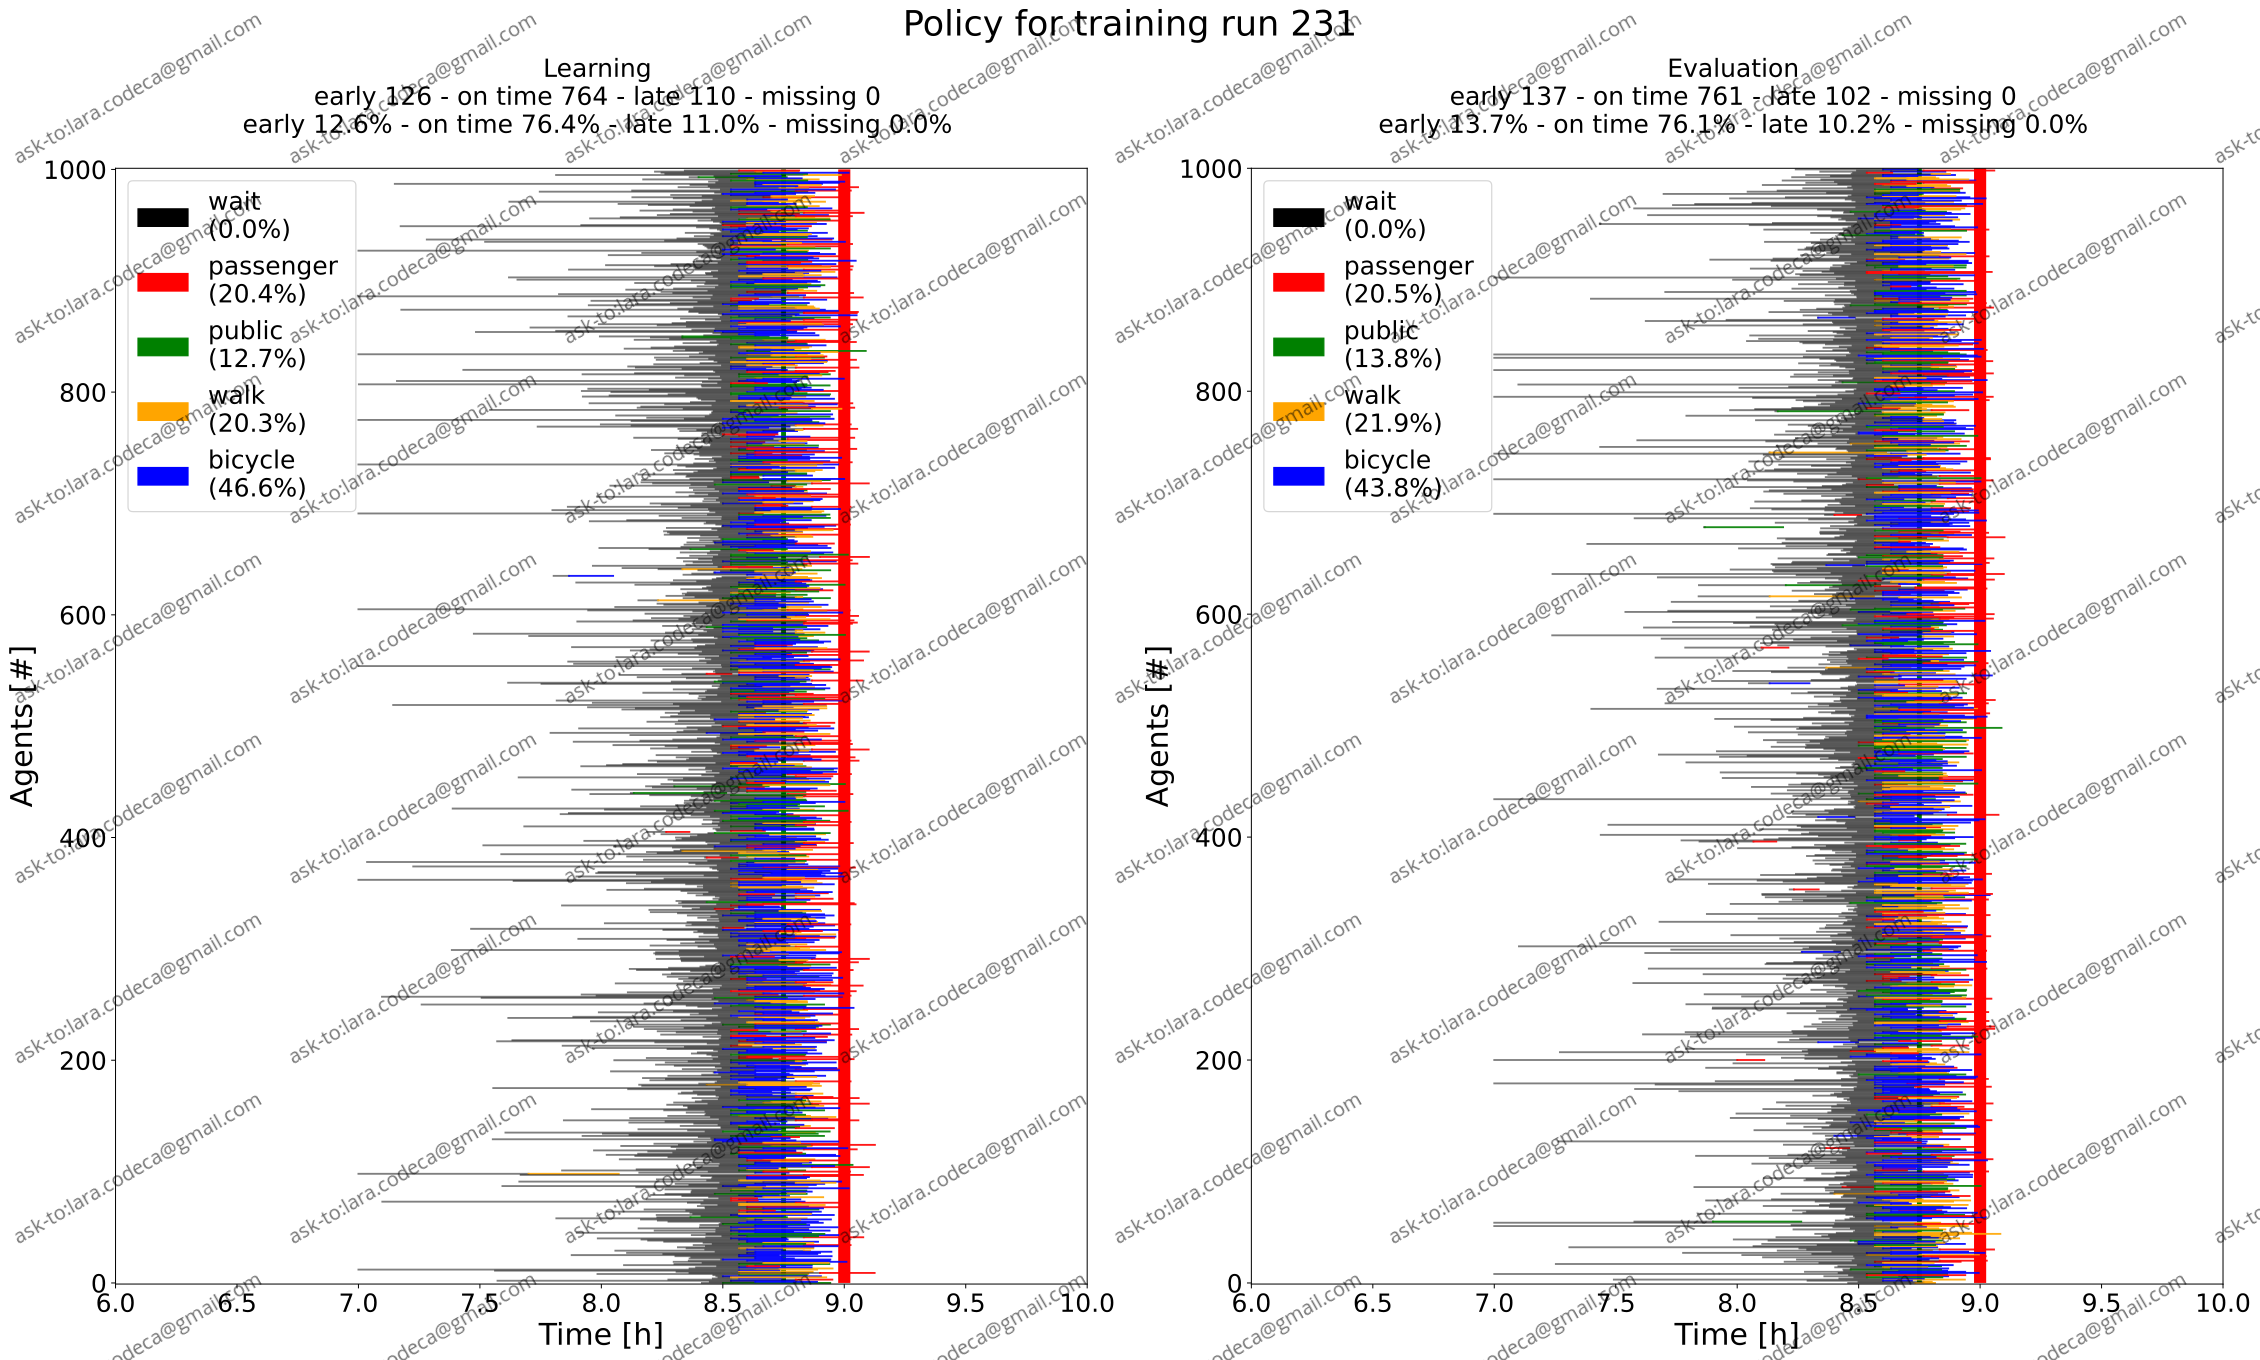 Policy for training run 231
Learning
early 126 - on time 764 - late 110 - missing 0
early 12.6% - on time 76.4% - late 11.0% - missing 0.0%
Agents [#]
1000
800
600
400
200
0
wait
(0.0%)
passenger
(20.4%)
public
(12.7%)
walk
(20.3%)
bicycle
(46.6%)
6.0 6.5 7.0 7.5 8.0 8.5 9.0 9.5 10.0
Time [h]
Evaluation
early 137 - on time 761 - late 102 - missing 0
early 13.7% - on time 76.1% - late 10.2% - missing 0.0%
Agents [#]
1000
800
600
400
200
0
wait
(0.0%)
passenger
(20.5%)
public
(13.8%)
walk
(21.9%)
bicycle
(43.8%)
6.0 6.5 7.0 7.5 8.0 8.5 9.0 9.5 10.0
Time [h]
ask-to:lara.codeca@gmail.com